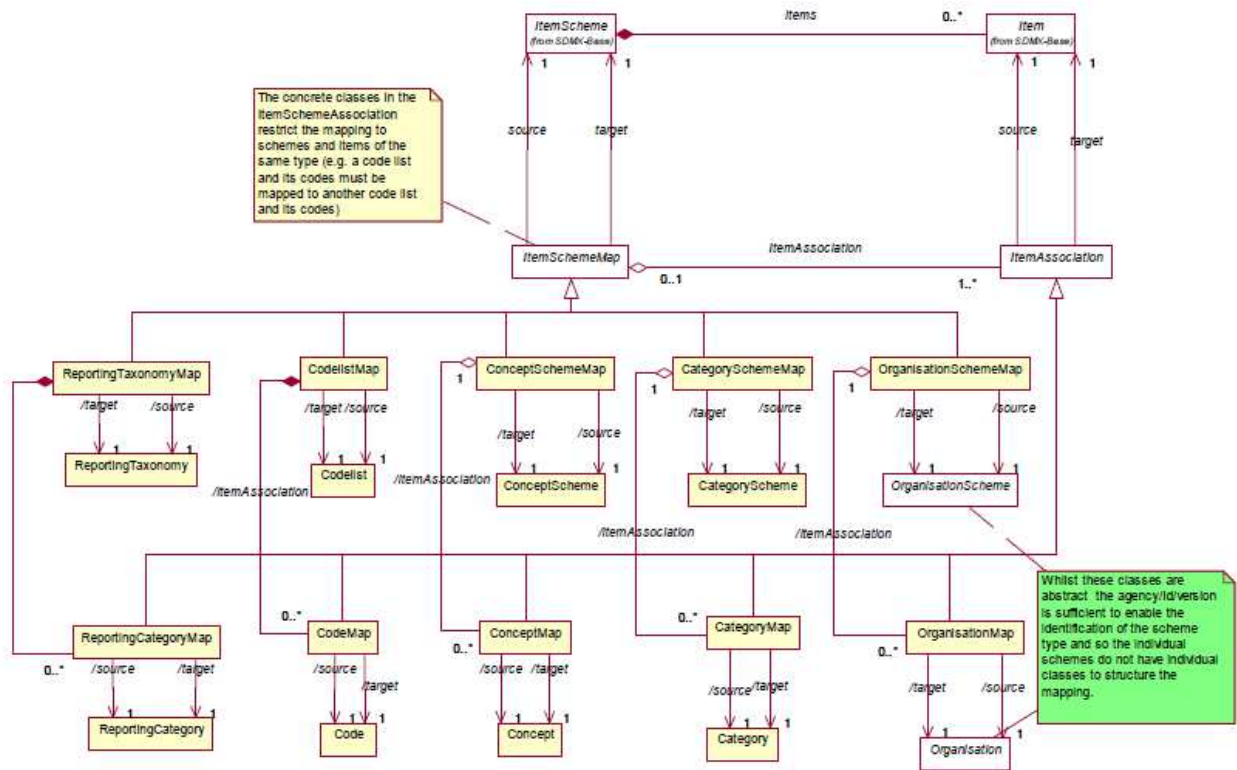 Items
ItemScheme
0..*
Item
(from SDMX-Base)
(from SDMX-Base)
1
1
1
1
The concrete classes in the
ItemSchemeAssociation
restrict the mapping to
schemes and items of the
same type (e.g. a code list
and its codes must be
mapped to another code list
and its codes)
source
target
source
target
ItemAssociation
ItemSchemeMap
ItemAssociation
0..1
1..*
ReportingTaxonomyMap
CodelistMap
ConceptSchemeMap
CategorySchemeMap
OrganisationSchemeMap
1
1
1
/target
/source
/target
/source
/target
/source
/target
/source
/target
/source
1
1
1
1
1
1
1
1
1
1
ReportingTaxonomy
Codelist
ConceptScheme
CategoryScheme
OrganisationScheme
/ItemAssociation
/ItemAssociation
/ItemAssociation
/ItemAssociation
Whilst these classes are
abstract the agency/id/version
is sufficient to enable the
identification of the scheme
type and so the individual
schemes do not have individual
classes to structure the
mapping.
0..*
0..*
ReportingCategoryMap
CodeMap
ConceptMap
CategoryMap
OrganisationMap
0..*
0..*
0..*
/source
/target
/source
/target
/source
/target
/source
/target
/target
/source
1
1
1
1
1
1
1
1
1
1
ReportingCategory
Code
Concept
Category
Organisation